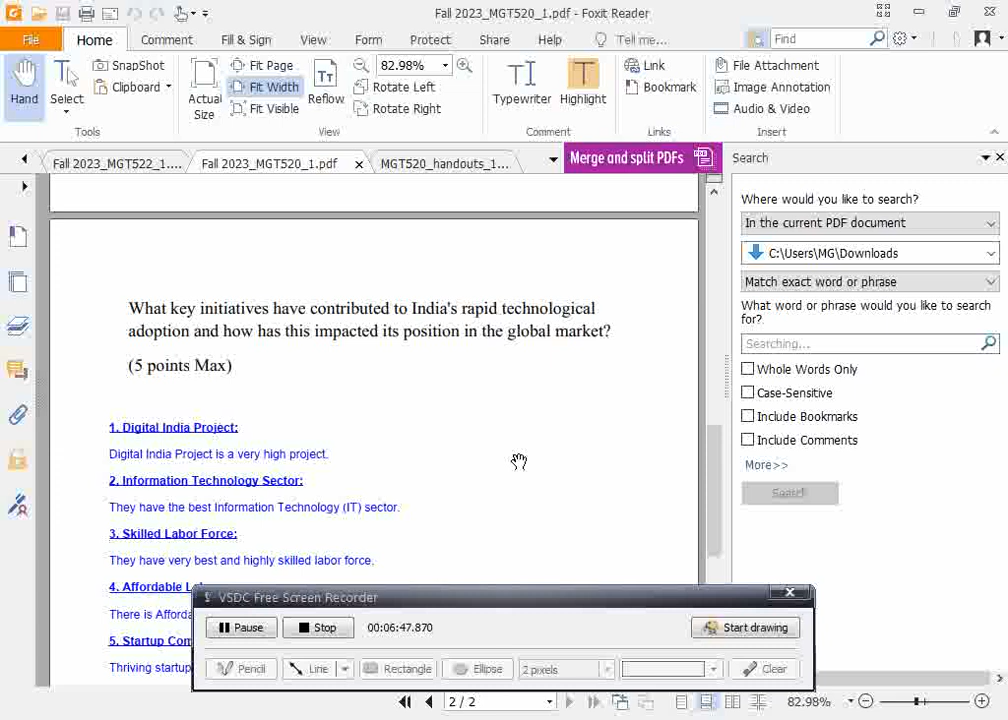 Fall 2023_MGT520_1.pdf - Foxit Reader
File Home Comment Fill & Sign View Form Protect Share Help Tell me... Find
Hand
Select
SnapShot
Clipboard
Tools
Actual Size
Fit Page
Fit Width
Fit Visible
Reflow
82.98%
Rotate Left
Rotate Right
View
Typewriter
Highlight
Comment
Link
Bookmark
Links
File Attachment
Image Annotation
Audio & Video
Insert
Fall 2023_MGT522_1.... Fall 2023_MGT520_1.pdf MGT520_handouts_1... Merge and split PDFs
What key initiatives have contributed to India's rapid technological
adoption and how has this impacted its position in the global market?
(5 points Max)
1. Digital India Project:
Digital India Project is a very high project.
2. Information Technology Sector:
They have the best Information Technology (IT) sector.
3. Skilled Labor Force:
They have very best and highly skilled labor force.
4. Affordable
There is Afforda
5. Startup Com
Thriving startup
Search
Where would you like to search?
In the current PDF document
C:\Users\MG\Downloads
Match exact word or phrase
What word or phrase would you like to search
for?
Searching...
Whole Words Only
Case-Sensitive
Include Bookmarks
Include Comments
More>>
Search
VSDC Free Screen Recorder
Pause Stop 00:06:47.870 Start drawing
Pencil Line Rectangle Ellipse 2 pixels Clear
2 / 2 82.98%